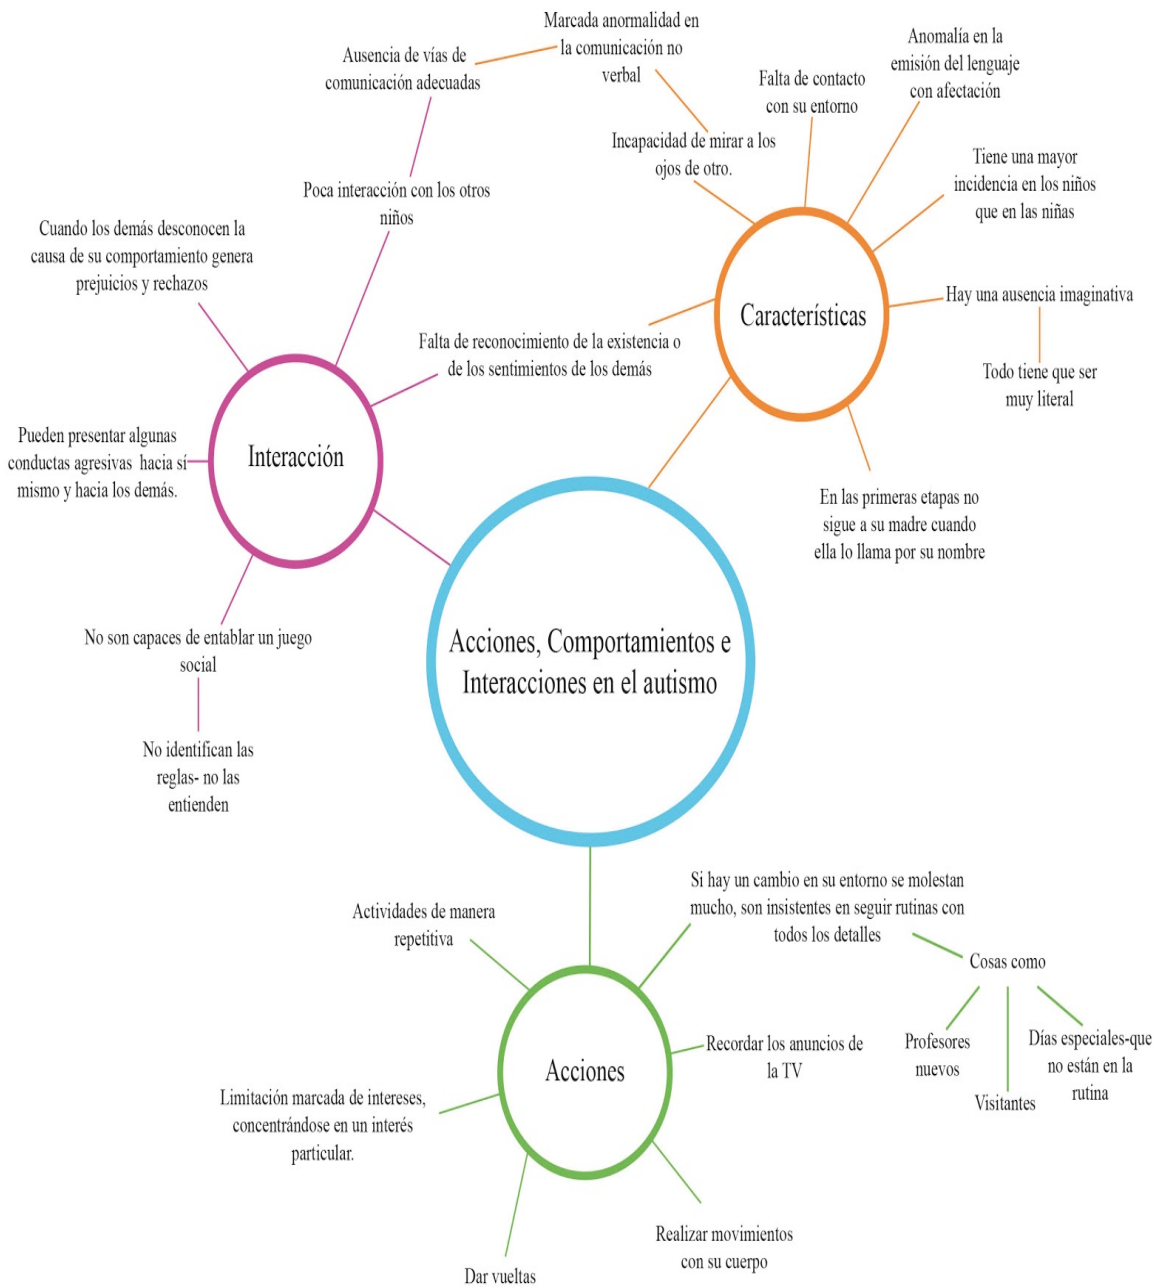 Marcada anormalidad en
la comunicación no
verbal
Ausencia de vías de
comunicación adecuadas
Anomalía en la
emisión del lenguaje
con afectación
Falta de contacto
con su entorno
Incapacidad de mirar a los
ojos de otro.
Tiene una mayor
incidencia en los niños
que en las niñas
Poca interacción con los otros
niños
Cuando los demás desconocen la
causa de su comportamiento genera
prejuicios y rechazos
Características
Hay una ausencia imaginativa
Todo tiene que ser
muy literal
Falta de reconocimiento de la existencia o
de los sentimientos de los demás
Interacción
Pueden presentar algunas
conductas agresivas  hacia sí
mismo y hacia los demás.
En las primeras etapas no
sigue a su madre cuando
ella lo llama por su nombre
No son capaces de entablar un juego
social
No identifican las
reglas- no las
entienden
Acciones, Comportamientos e
Interacciones en el autismo
Si hay un cambio en su entorno se molestan
mucho, son insistentes en seguir rutinas con
todos los detalles
Actividades de manera
repetitiva
Cosas como
Profesores
nuevos
Visitantes
Días especiales-que
no están en la
rutina
Recordar los anuncios de
la TV
Acciones
Limitación marcada de intereses,
concentrándose en un interés
particular.
Realizar movimientos
con su cuerpo
Dar vueltas